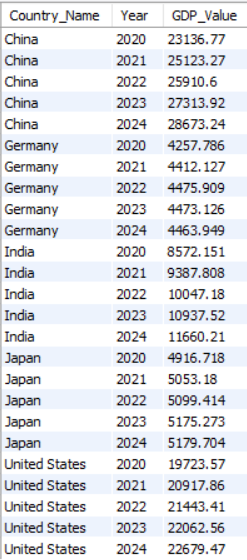 Country_Name Year GDP_Value
China 2020 23136.77
China 2021 25123.27
China 2022 25910.6
China 2023 27313.92
China 2024 28673.24
Germany 2020 4257.786
Germany 2021 4412.127
Germany 2022 4475.909
Germany 2023 4473.126
Germany 2024 4463.949
India 2020 8572.151
India 2021 9387.808
India 2022 10047.18
India 2023 10937.52
India 2024 11660.21
Japan 2020 4916.718
Japan 2021 5053.18
Japan 2022 5099.414
Japan 2023 5175.273
Japan 2024 5179.704
United States 2020 19723.57
United States 2021 20917.86
United States 2022 21443.41
United States 2023 22062.56
United States 2024 22679.47